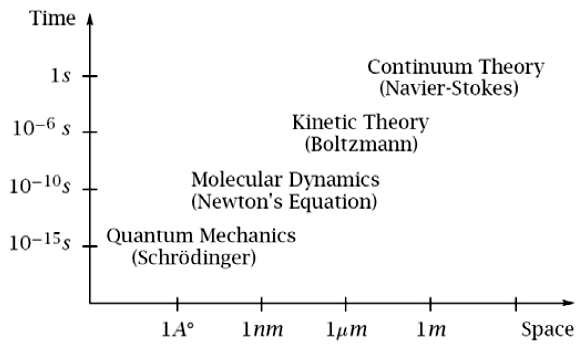 Time
1s
Continuum Theory
(Navier-Stokes)
10⁻⁶ s
Kinetic Theory
(Boltzmann)
10⁻¹⁰s
Molecular Dynamics
(Newton's Equation)
10⁻¹⁵s
Quantum Mechanics
(Schrödinger)
1A° 1nm 1μm 1m Space